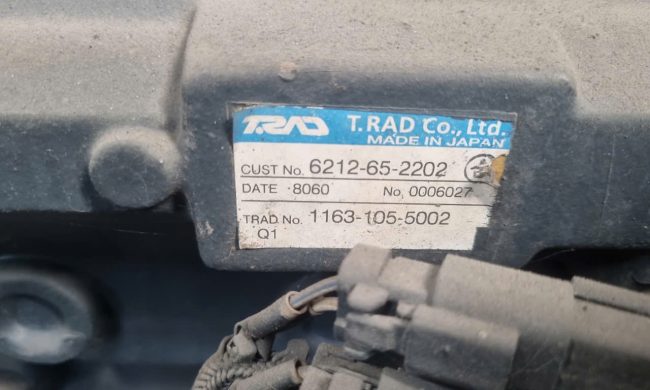 T.RAD T.RAD Co., Ltd.
MADE IN JAPAN
CUST No. 6212-65-2202
DATE 8060 No. 0006027
TRAD No. 1163-105-5002
Q1